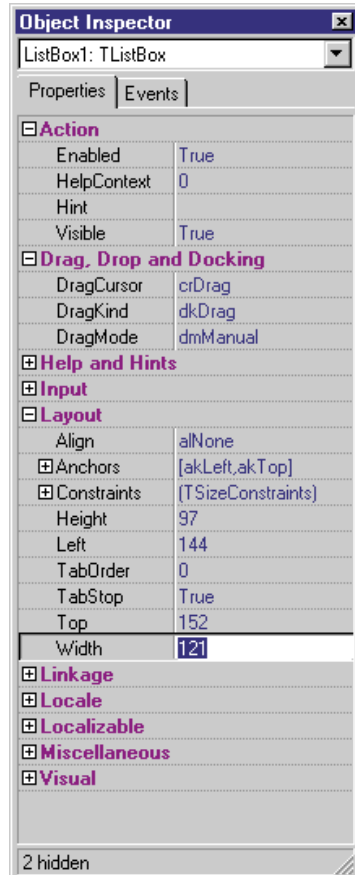 Object Inspector
ListBox1: TListBox
Properties Events
Action
Enabled True
HelpContext 0
Hint
Visible True
Drag, Drop and Docking
DragCursor crDrag
DragKind dkDrag
DragMode dmManual
Help and Hints
Input
Layout
Align alNone
Anchors [akLeft,akTop]
Constraints (TSizeConstraints)
Height 97
Left 144
TabOrder 0
TabStop True
Top 152
Width 121
Linkage
Locale
Localizable
Miscellaneous
Visual
2 hidden